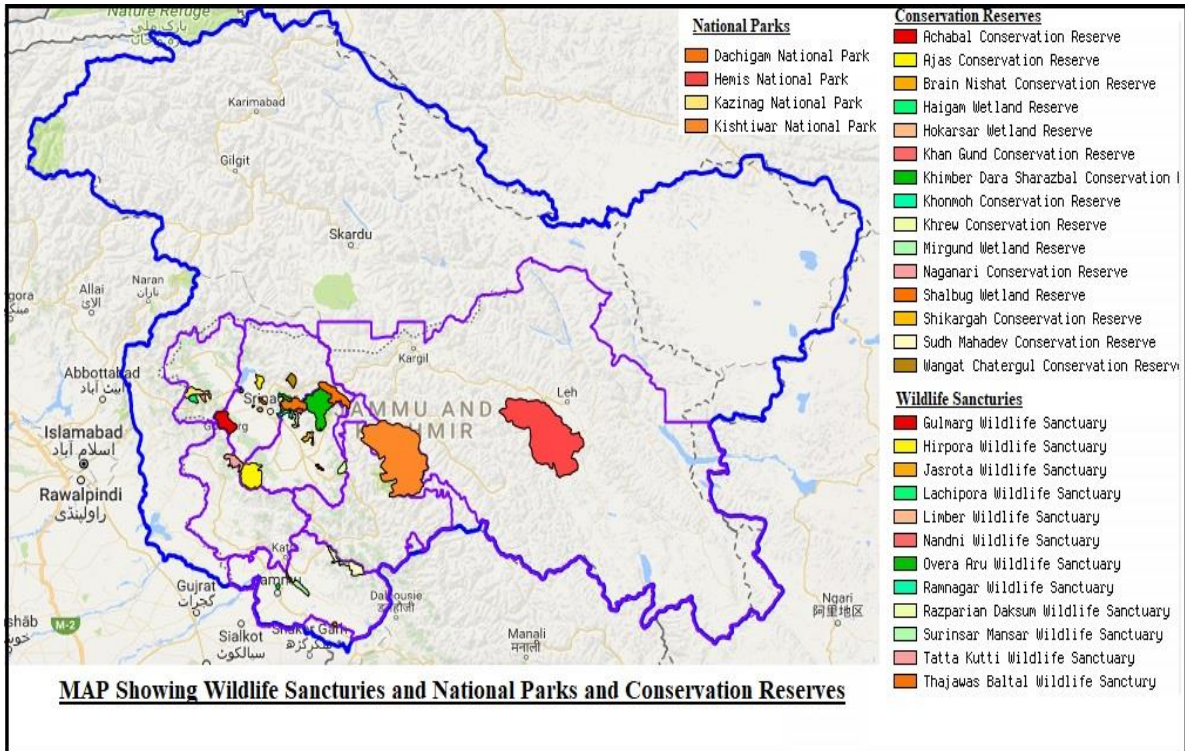 Nature Refuge
Karimabad
Gilgit
Skardu
Naran
ناران
Allai
الائ
gora
Abbottabad
ایبٹ آباد
Islamabad
اسلام آباد
Rawalpindi
راولپنڈی
Kargil
Leh
JAMMU AND
Gujrat
گجرات
Sialkot
سیالکوٹ
M-2
shāb
Manali
मनाली
Ngari
阿里地区
National Parks
Dachigam National Park
Hemis National Park
Kazinag National Park
Kishtiwar National Park
Conservation Reserves
Achabal Conservation Reserve
Ajas Conservation Reserve
Brain Nishat Conservation Reserve
Haigam Wetland Reserve
Hokarsar Wetland Reserve
Khan Gund Conservation Reserve
Khimber Dara Sharazbal Conservation
Khonmoh Conservation Reserve
Khrew Conservation Reserve
Mirgund Wetland Reserve
Naganari Conservation Reserve
Shalbug Wetland Reserve
Shikargah Conseervation Reserve
Sudh Mahadev Conservation Reserve
Wangat Chatergul Conservation Reserv
Wildlife Sancturies
Gulmarg Wildlife Sanctuary
Hirpora Wildlife Sanctuary
Jasrota Wildlife Sanctuary
Lachipora Wildlife Sanctuary
Limber Wildlife Sanctuary
Nandni Wildlife Sanctuary
Overa Aru Wildlife Sanctuary
Ramnagar Wildlife Sanctuary
Razparian Daksum Wildlife Sanctuary
Surinsar Mansar Wildlife Sanctuary
Tatta Kutti Wildlife Sanctuary
Thajawas Baltal Wildlife Sanctury
MAP Showing Wildlife Sancturies and National Parks and Conservation Reserves